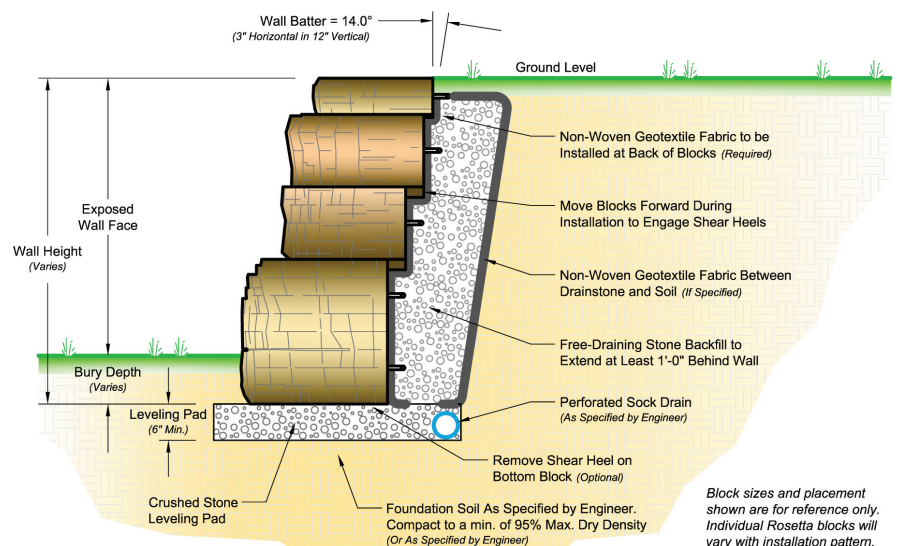 Wall Batter = 14.0°
(3" Horizontal in 12" Vertical)
Ground Level
Non-Woven Geotextile Fabric to be
Installed at Back of Blocks (Required)
Move Blocks Forward During
Installation to Engage Shear Heels
Exposed
Wall Face
Wall Height
(Varies)
Non-Woven Geotextile Fabric Between
Drainstone and Soil (If Specified)
Free-Draining Stone Backfill to
Extend at Least 1'-0" Behind Wall
Bury Depth
(Varies)
Leveling Pad
(6" Min.)
Perforated Sock Drain
(As Specified by Engineer)
Remove Shear Heel on
Bottom Block (Optional)
Crushed Stone
Leveling Pad
Foundation Soil As Specified by Engineer.
Compact to a min. of 95% Max. Dry Density
(Or As Specified by Engineer)
Block sizes and placement
shown are for reference only.
Individual Rosetta blocks will
vary with installation pattern.